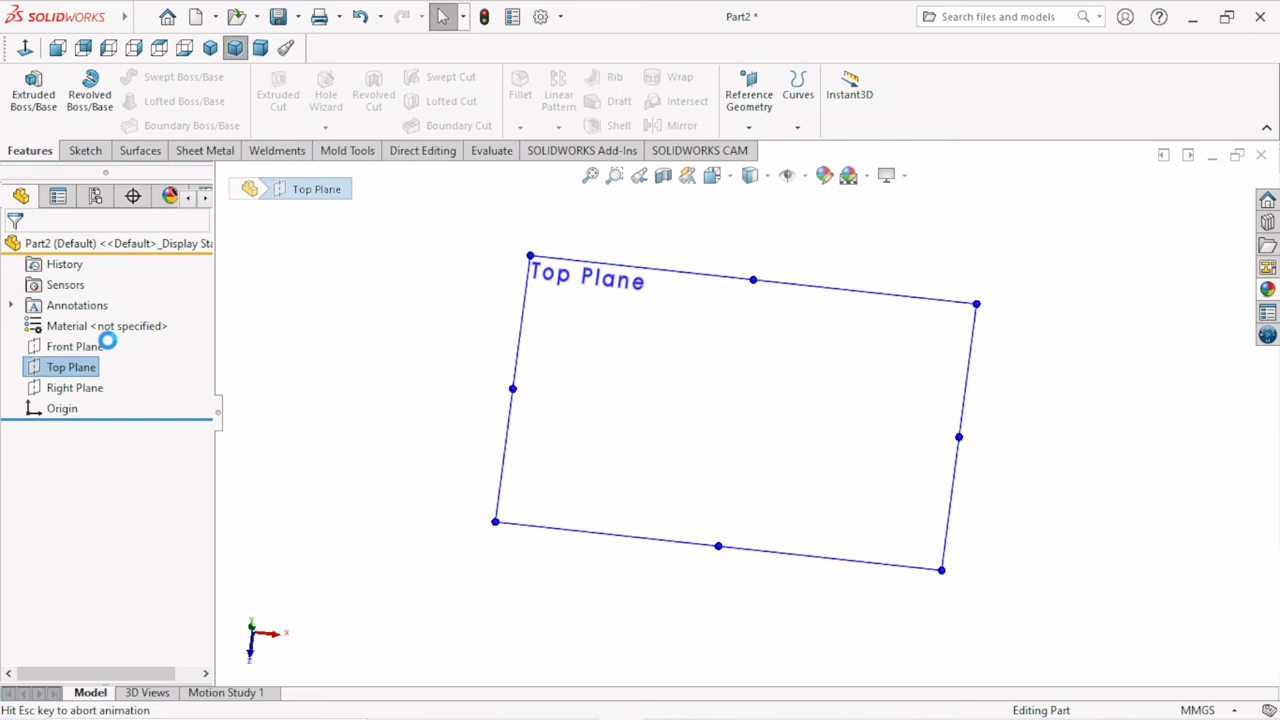 SOLIDWORKS
Part2 *
Search files and models
Extruded Boss/Base
Revolved Boss/Base
Swept Boss/Base
Lofted Boss/Base
Boundary Boss/Base
Extruded Cut
Hole Wizard
Revolved Cut
Swept Cut
Lofted Cut
Boundary Cut
Fillet
Linear Pattern
Rib
Draft
Shell
Wrap
Intersect
Mirror
Reference Geometry
Curves
Instant3D
Features
Sketch
Surfaces
Sheet Metal
Weldments
Mold Tools
Direct Editing
Evaluate
SOLIDWORKS Add-Ins
SOLIDWORKS CAM
Top Plane
Part2 (Default) <<Default>_Display Sta
History
Sensors
A Annotations
Material <not specified>
Front Plane
Top Plane
Right Plane
Origin
Top Plane
Y
X
Z
Model
3D Views
Motion Study 1
Hit Esc key to abort animation
Editing Part
MMGS